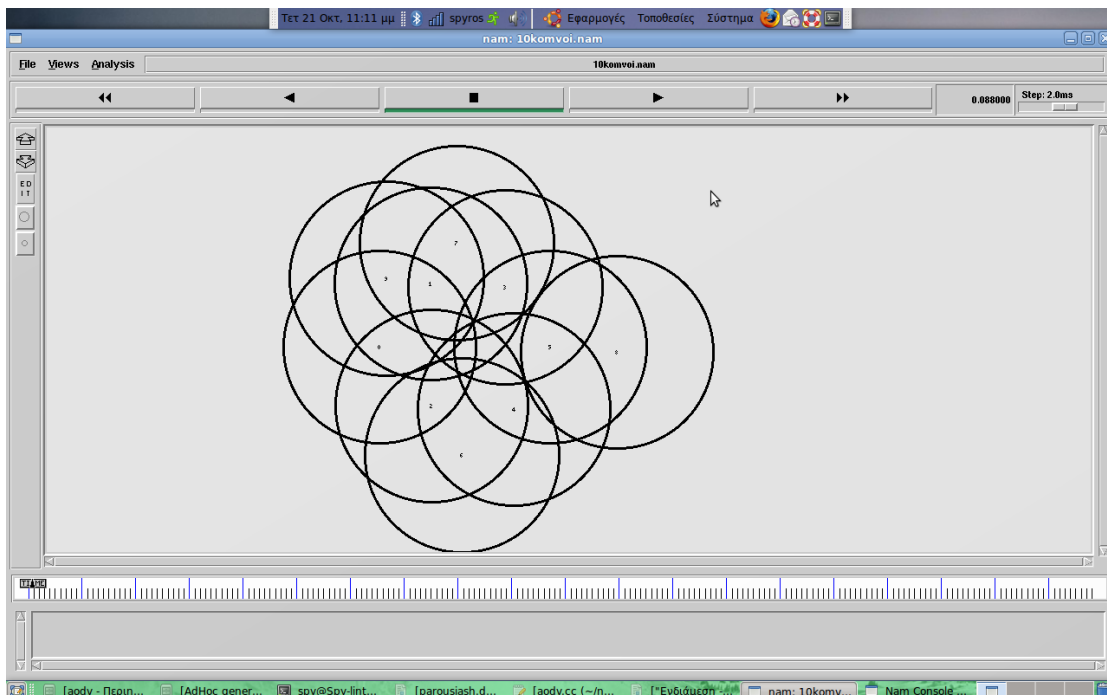 Τετ 21 Οκτ, 11:11 μμ spyros Εφαρμογές Τοποθεσίες Σύστημα
nam: 10komvoi.nam
File Views Analysis 10komvoi.nam
0.088000 Step: 2.0ms
E D
I T
7
9 1 3
0 5 8
2 4
6
TIME
[aodv - Περιη... [AdHoc gener... spy@Spy-lint... [parousiash.d... [aodv.cc (~/n... ["Ενδιάμεση nam: 10komv... Nam Console ...